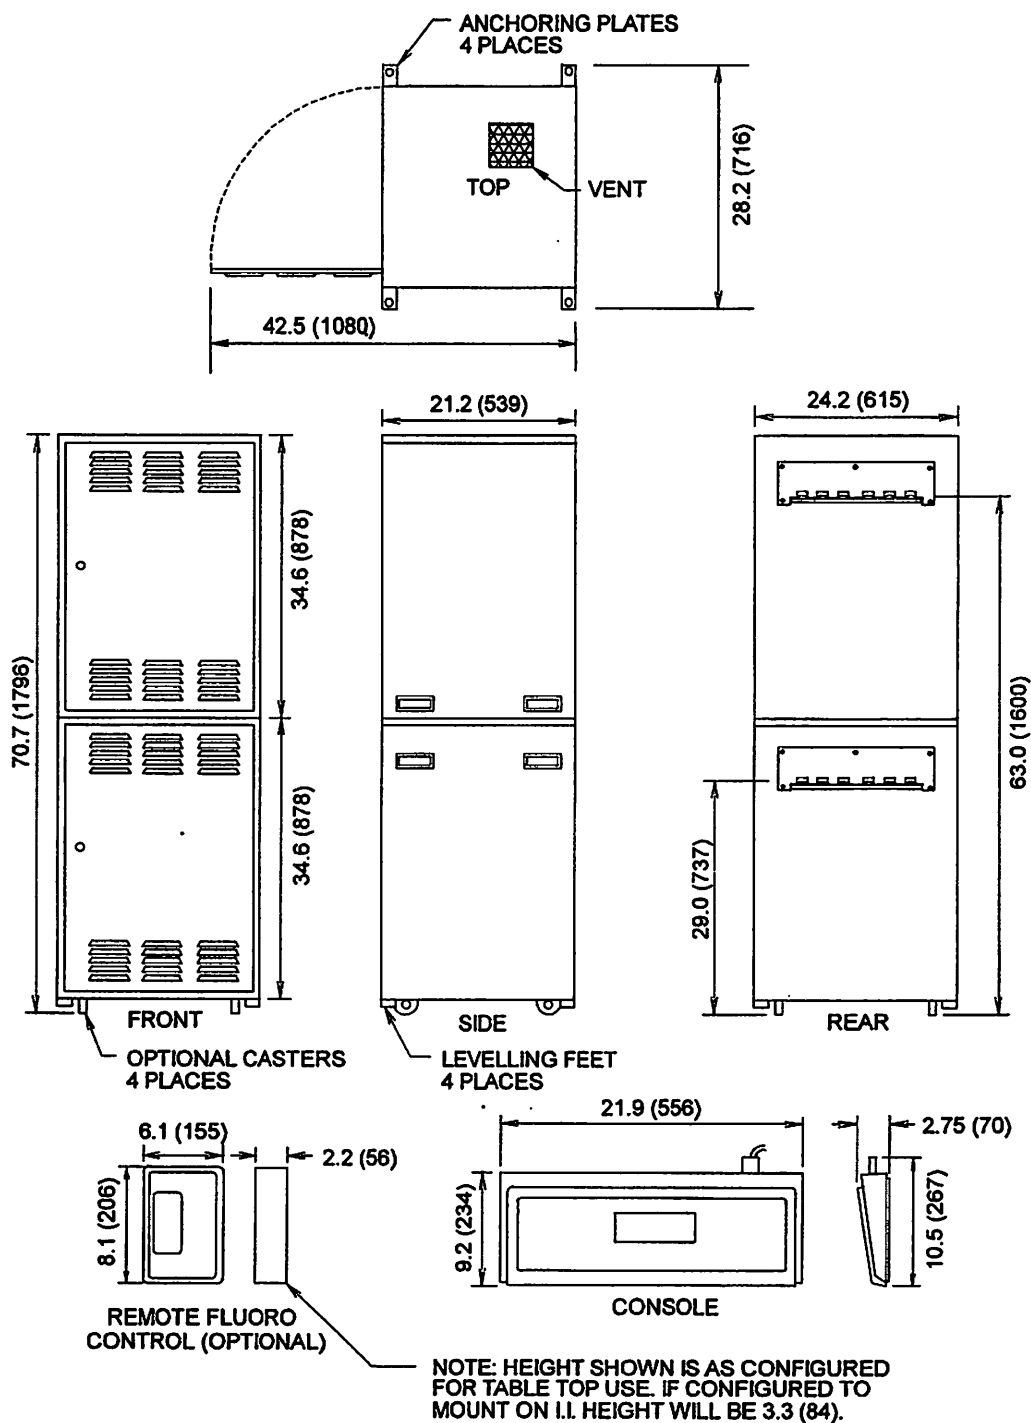 ANCHORING PLATES
4 PLACES
TOP
VENT
28.2 (716)
42.5 (1080)
21.2 (539)
24.2 (615)
70.7 (1796)
34.6 (878)
34.6 (878)
63.0 (1600)
29.0 (737)
FRONT
SIDE
REAR
OPTIONAL CASTERS
4 PLACES
LEVELLING FEET
4 PLACES
6.1 (155)
2.2 (56)
8.1 (206)
21.9 (556)
2.75 (70)
9.2 (234)
10.5 (267)
REMOTE FLUORO
CONTROL (OPTIONAL)
CONSOLE
NOTE: HEIGHT SHOWN IS AS CONFIGURED
FOR TABLE TOP USE. IF CONFIGURED TO
MOUNT ON I.I. HEIGHT WILL BE 3.3 (84).